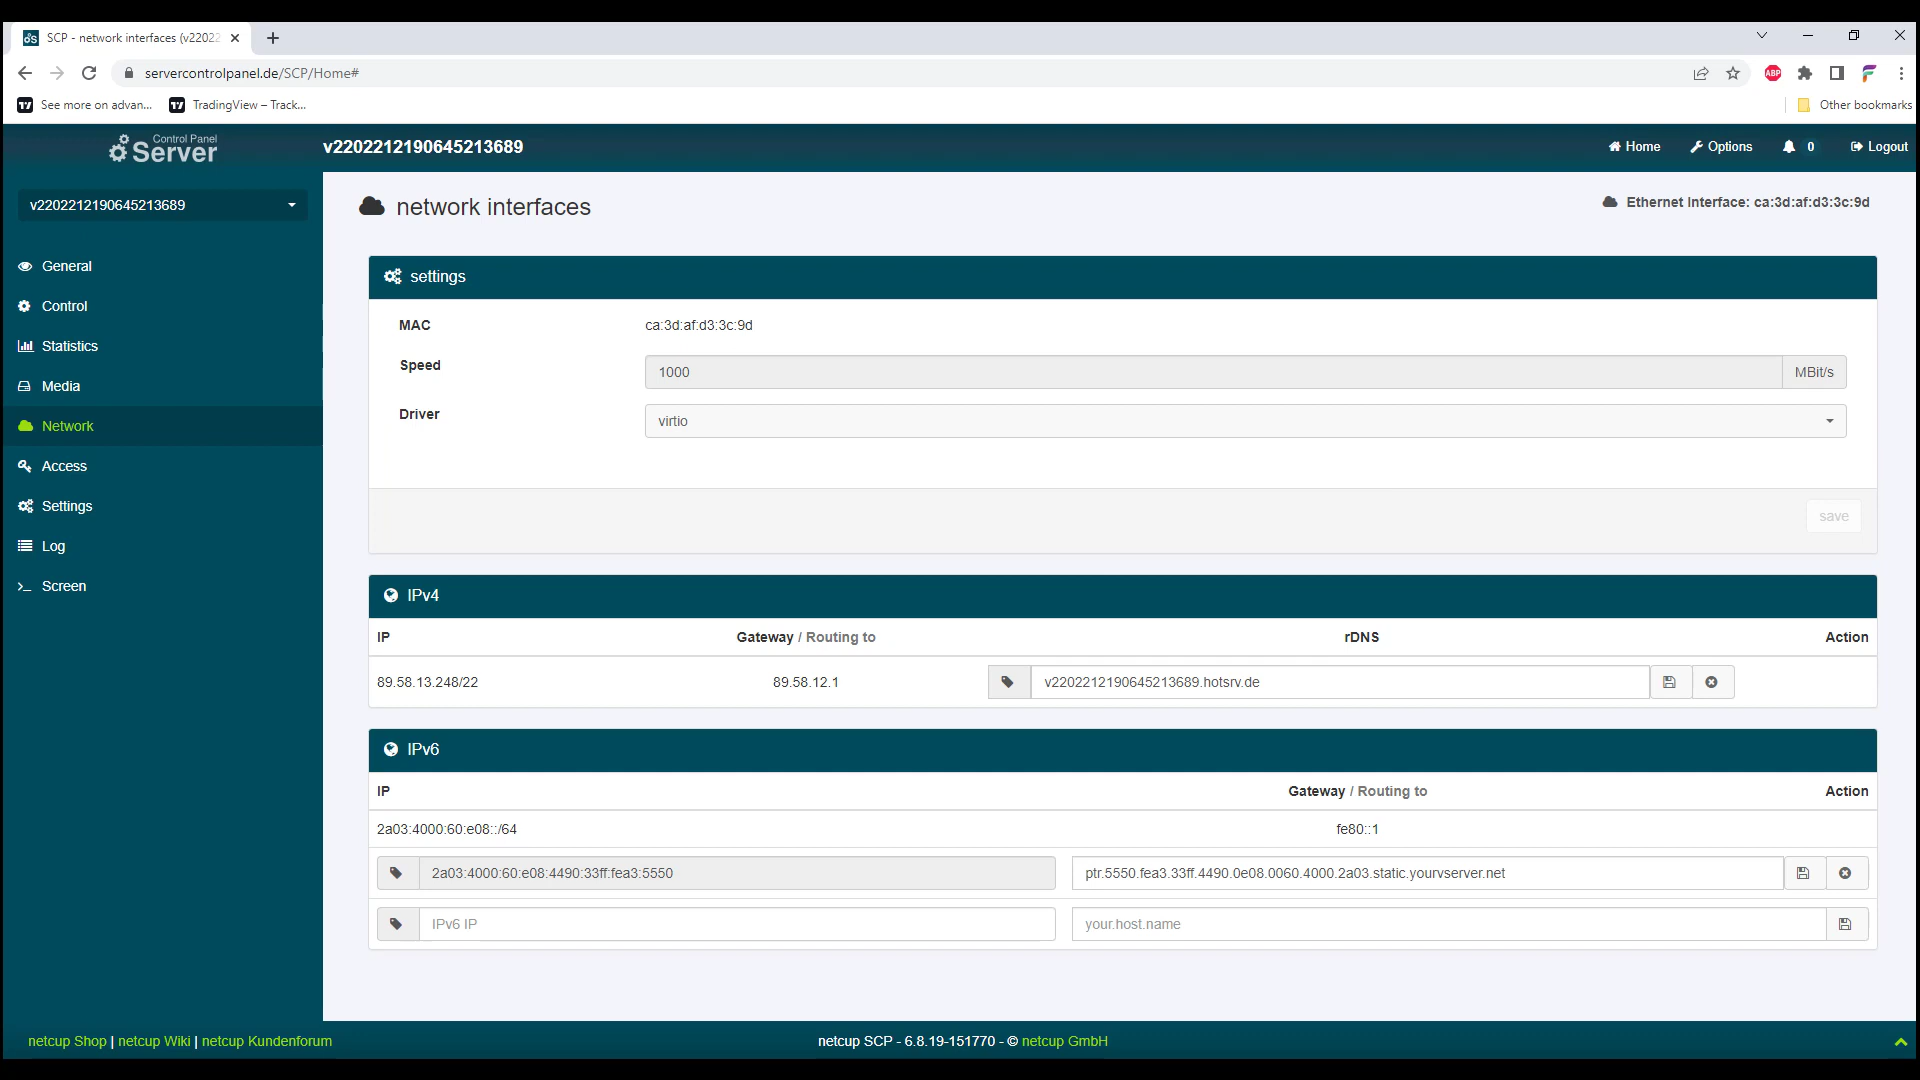 SCP - network interfaces (v22022
servercontrolpanel.de/SCP/Home#
ABP
See more on advan...
TradingView – Track...
Other bookmarks
Control Panel
Server
v2202212190645213689
Home
Options
0
Logout
v2202212190645213689
network interfaces
Ethernet Interface: ca:3d:af:d3:3c:9d
General
Control
Statistics
Media
Network
Access
Settings
Log
Screen
settings
MAC
ca:3d:af:d3:3c:9d
Speed
1000
MBit/s
Driver
virtio
save
IPv4
IP
Gateway / Routing to
rDNS
Action
89.58.13.248/22
89.58.12.1
v2202212190645213689.hotsrv.de
IPv6
IP
Gateway / Routing to
Action
2a03:4000:60:e08::/64
fe80::1
2a03:4000:60:e08:4490:33ff:fea3:5550
ptr.5550.fea3.33ff.4490.0e08.0060.4000.2a03.static.yourvserver.net
IPv6 IP
your.host.name
netcup Shop | netcup Wiki | netcup Kundenforum
netcup SCP - 6.8.19-151770 - © netcup GmbH